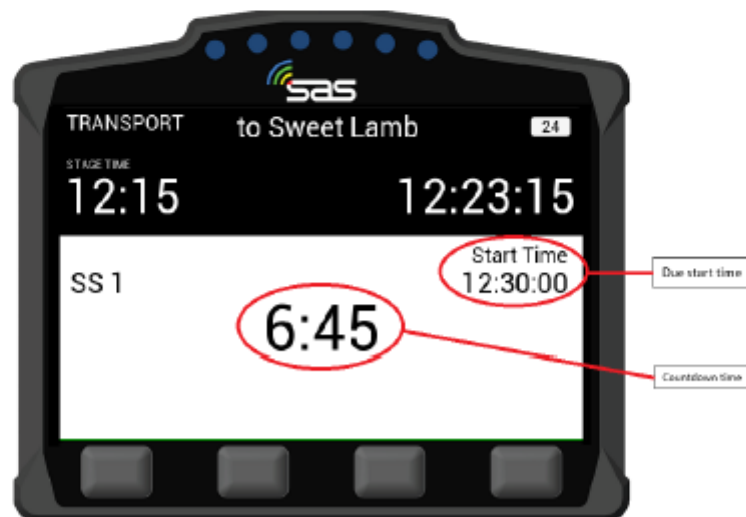 sas
TRANSPORT to Sweet Lamb 24
STAGE TIME
12:15 12:23:15
Start Time
SS 1 12:30:00
6:45
Due start time
Countdown time